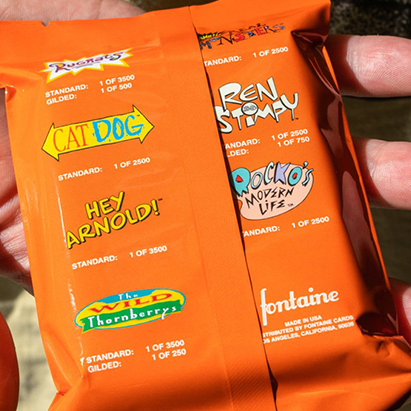 RUGRATS
STANDARD: 1 OF 3500
GILDED: 1 OF 500
CATDOG
STANDARD: 1 OF 2500
HEY
ARNOLD!
STANDARD: 1 OF 3500
The
WILD
Thornberrys
STANDARD: 1 OF 3500
GILDED: 1 OF 250
STANDARD: 1 OF 2500
REN
STIMPY
STANDARD: 1 OF 2500
1 OF 750
ROCKO'S
MODERN
LIFE
1 OF 2500
fontaine
MADE IN USA
DISTRIBUTED BY FONTAINE CARDS
LOS ANGELES, CALIFORNIA, 90035